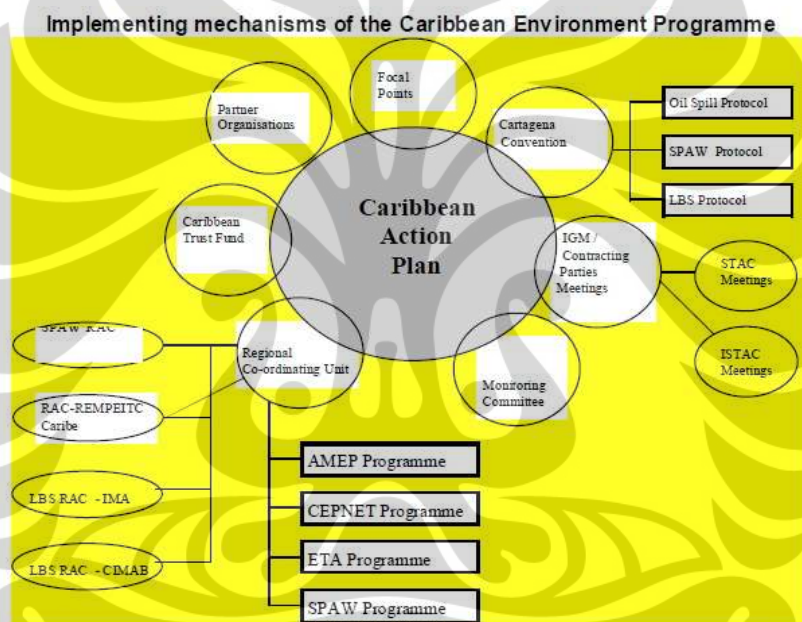 Implementing mechanisms of the Caribbean Environment Programme
Focal
Points
Partner
Organisations
Cartagena
Convention
Oil Spill Protocol
SPAW Protocol
LBS Protocol
Caribbean
Action
Plan
Caribbean
Trust Fund
IGM /
Contracting
Parties
Meetings
STAC
Meetings
ISTAC
Meetings
Monitoring
Committee
Regional
Co-ordinating Unit
SPAW RAC
RAC-REMPEITC
Caribe
LBS RAC - IMA
LBS RAC - CIMAB
AMEP Programme
CEPNET Programme
ETA Programme
SPAW Programme